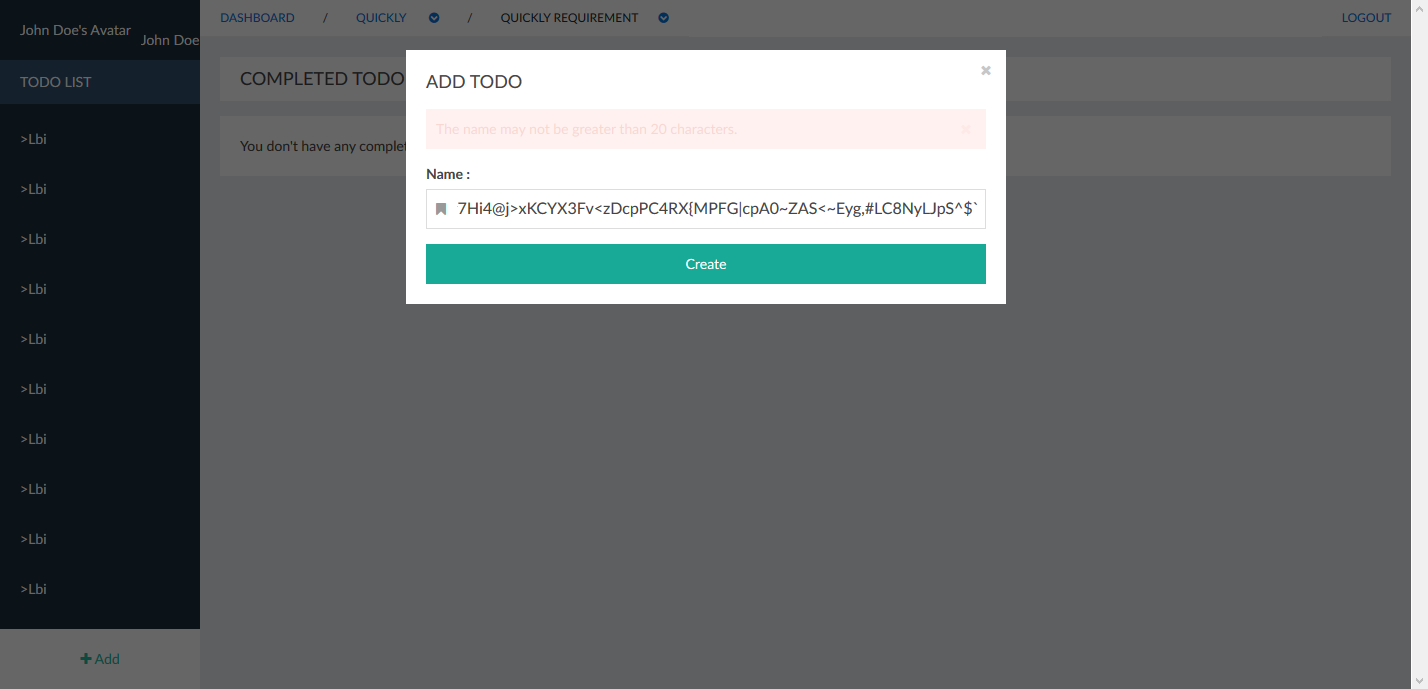 John Doe's Avatar
John Doe
TODO LIST
>Lbi
>Lbi
>Lbi
>Lbi
>Lbi
>Lbi
>Lbi
>Lbi
>Lbi
>Lbi
Add
DASHBOARD / QUICKLY / QUICKLY REQUIREMENT
LOGOUT
COMPLETED TODO
You don't have any complet
ADD TODO
The name may not be greater than 20 characters.
Name :
7Hi4@j>xKCYX3Fv<zDcpPC4RX{MPFG|cpA0~ZAS<~Eyg,#LC8NyLJpS^$`
Create